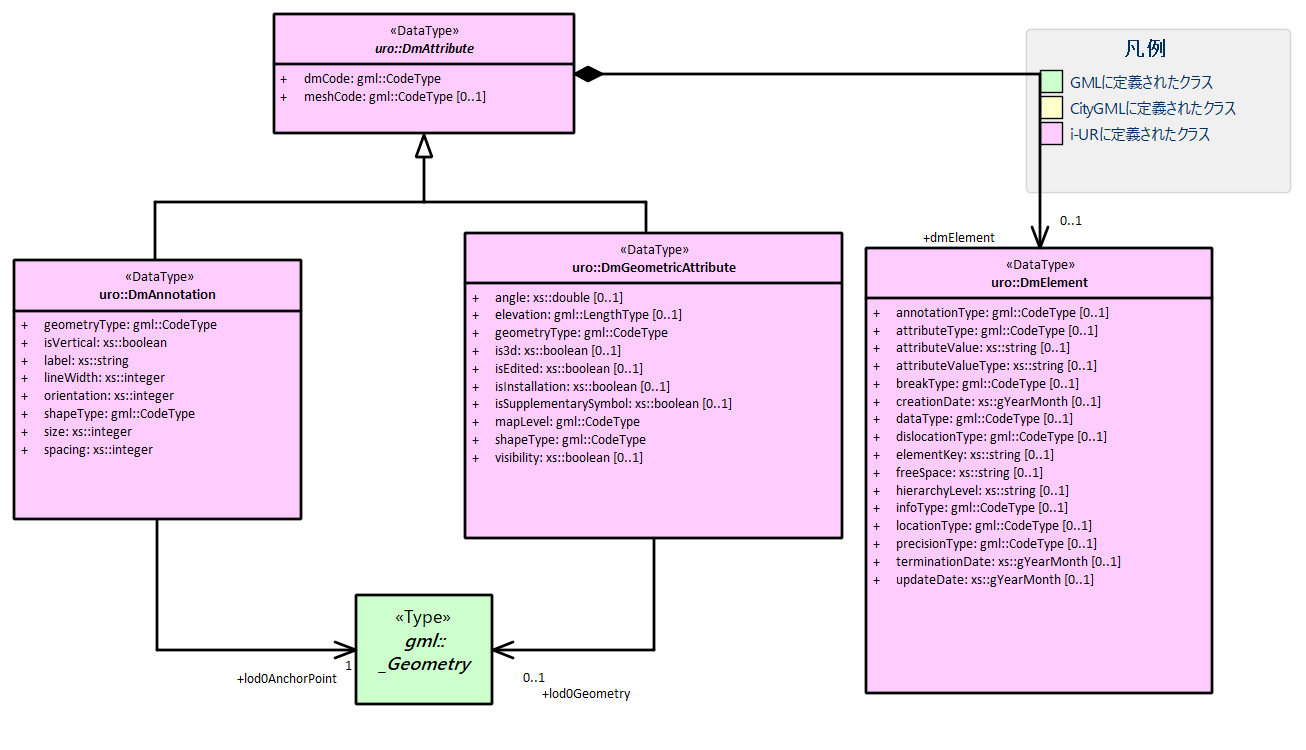 «DataType»
uro::DmAttribute
+ dmCode: gml::CodeType
+ meshCode: gml::CodeType [0..1]
凡例
GMLに定義されたクラス
CityGMLに定義されたクラス
i-URに定義されたクラス
0..1
+dmElement
«DataType»
uro::DmAnnotation
+ geometryType: gml::CodeType
+ isVertical: xs::boolean
+ label: xs::string
+ lineWidth: xs::integer
+ orientation: xs::integer
+ shapeType: gml::CodeType
+ size: xs::integer
+ spacing: xs::integer
«DataType»
uro::DmGeometricAttribute
+ angle: xs::double [0..1]
+ elevation: gml::LengthType [0..1]
+ geometryType: gml::CodeType
+ is3d: xs::boolean [0..1]
+ isEdited: xs::boolean [0..1]
+ isInstallation: xs::boolean [0..1]
+ isSupplementarySymbol: xs::boolean [0..1]
+ mapLevel: gml::CodeType
+ shapeType: gml::CodeType
+ visibility: xs::boolean [0..1]
«DataType»
uro::DmElement
+ annotationType: gml::CodeType [0..1]
+ attributeType: gml::CodeType [0..1]
+ attributeValue: xs::string [0..1]
+ attributeValueType: xs::string [0..1]
+ breakType: gml::CodeType [0..1]
+ creationDate: xs::gYearMonth [0..1]
+ dataType: gml::CodeType [0..1]
+ dislocationType: gml::CodeType [0..1]
+ elementKey: xs::string [0..1]
+ freeSpace: xs::string [0..1]
+ hierarchyLevel: xs::string [0..1]
+ infoType: gml::CodeType [0..1]
+ locationType: gml::CodeType [0..1]
+ precisionType: gml::CodeType [0..1]
+ terminationDate: xs::gYearMonth [0..1]
+ updateDate: xs::gYearMonth [0..1]
«Type»
gml::
_Geometry
1
+lod0AnchorPoint
0..1
+lod0Geometry